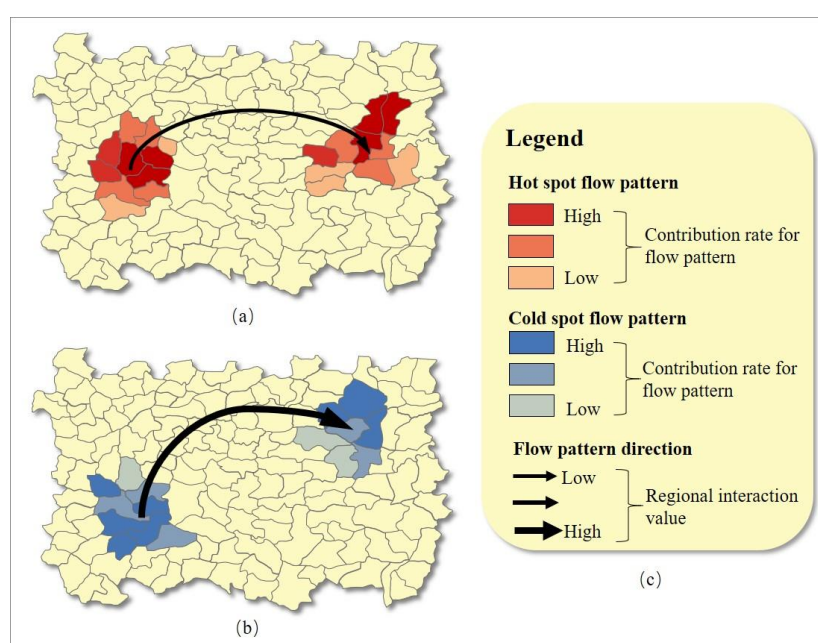 (a)
(b)
Legend
Hot spot flow pattern
High
Low
Contribution rate for
flow pattern
Cold spot flow pattern
High
Low
Contribution rate for
flow pattern
Flow pattern direction
Low
High
Regional interaction
value
(c)